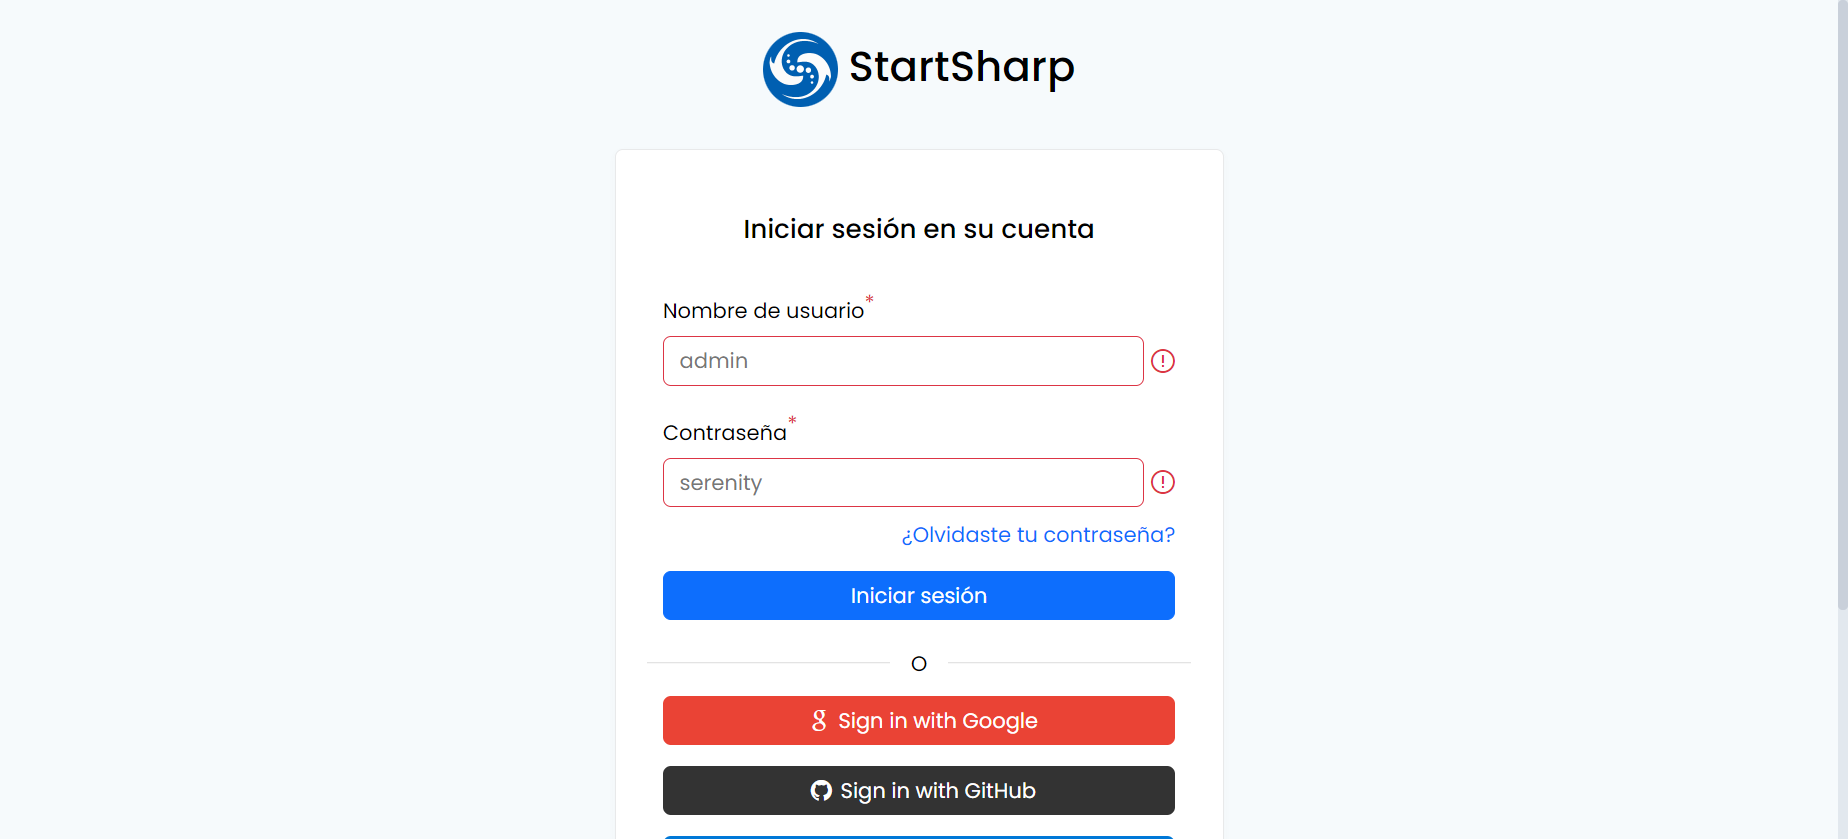 StartSharp
Iniciar sesión en su cuenta
Nombre de usuario*
admin
Contraseña*
serenity
¿Olvidaste tu contraseña?
Iniciar sesión
O
Sign in with Google
Sign in with GitHub